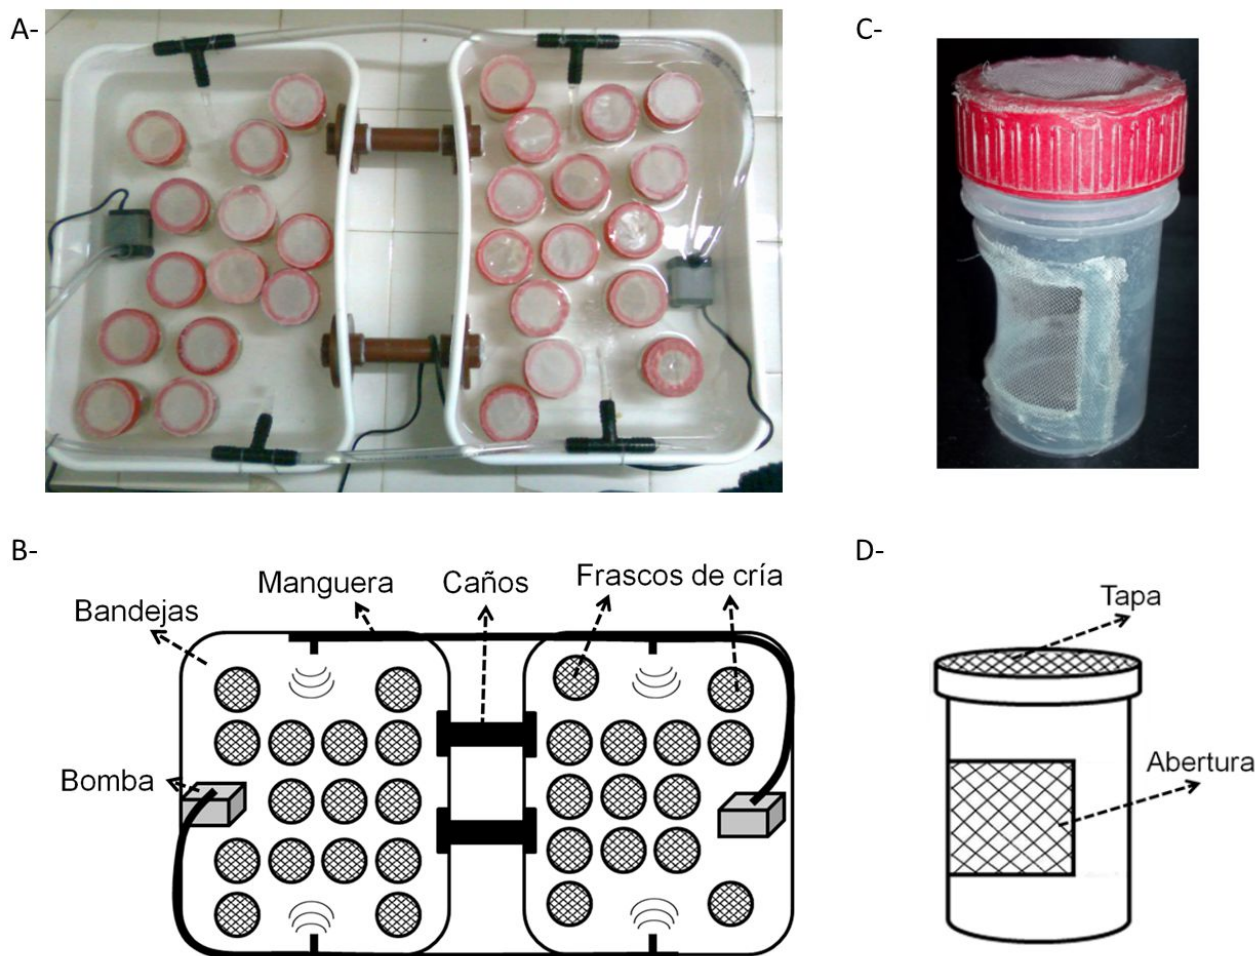 A-
C-
B-
Manguera
Caños
Frascos de cría
Bandejas
Bomba
D-
Tapa
Abertura